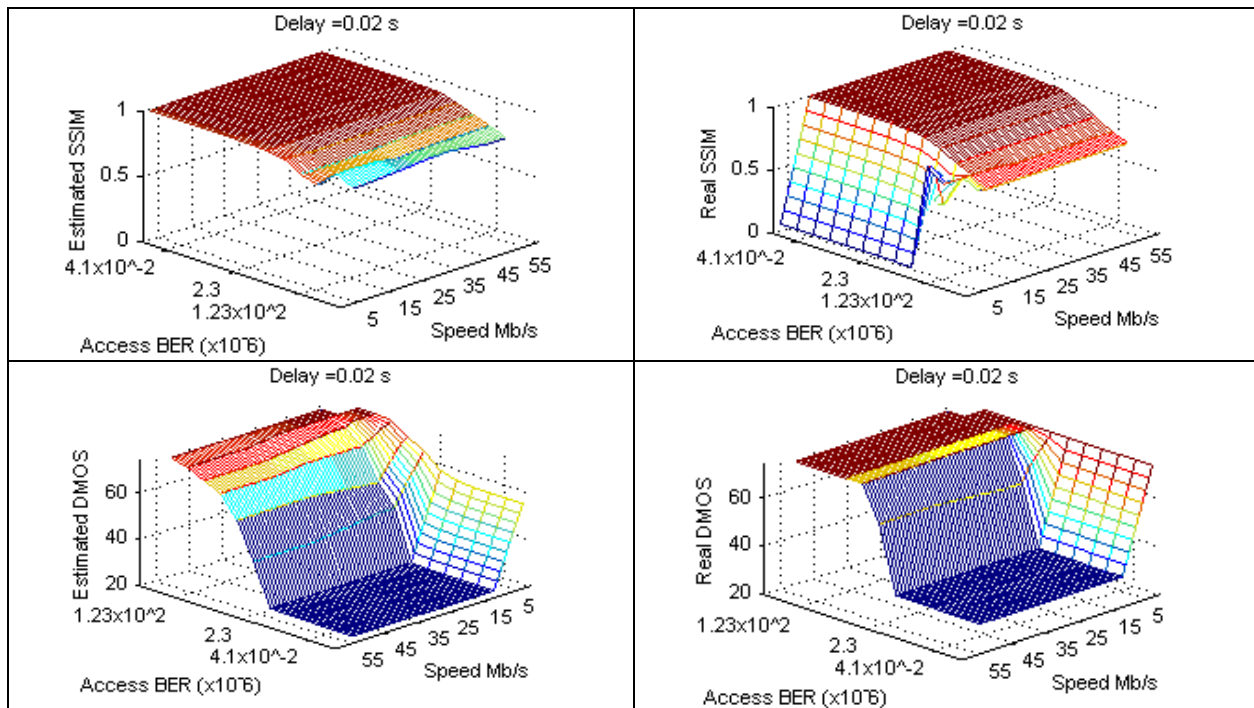 Delay =0.02 s
Estimated SSIM
1
0.5
0
4.1x10^-2
2.3
1.23x10^2
Access BER (x10⁻6)
5
15
25
35
45
55
Speed Mb/s
Delay =0.02 s
Real SSIM
1
0.5
0
4.1x10^-2
2.3
1.23x10^2
Access BER (x10⁻6)
5
15
25
35
45
55
Speed Mb/s
Delay =0.02 s
Estimated DMOS
60
40
20
1.23x10^2
2.3
4.1x10^-2
Access BER (x10⁻6)
55
45
35
25
15
5
Speed Mb/s
Delay =0.02 s
Real DMOS
60
40
20
1.23x10^2
2.3
4.1x10^-2
Access BER (x10⁻6)
55
45
35
25
15
5
Speed Mb/s